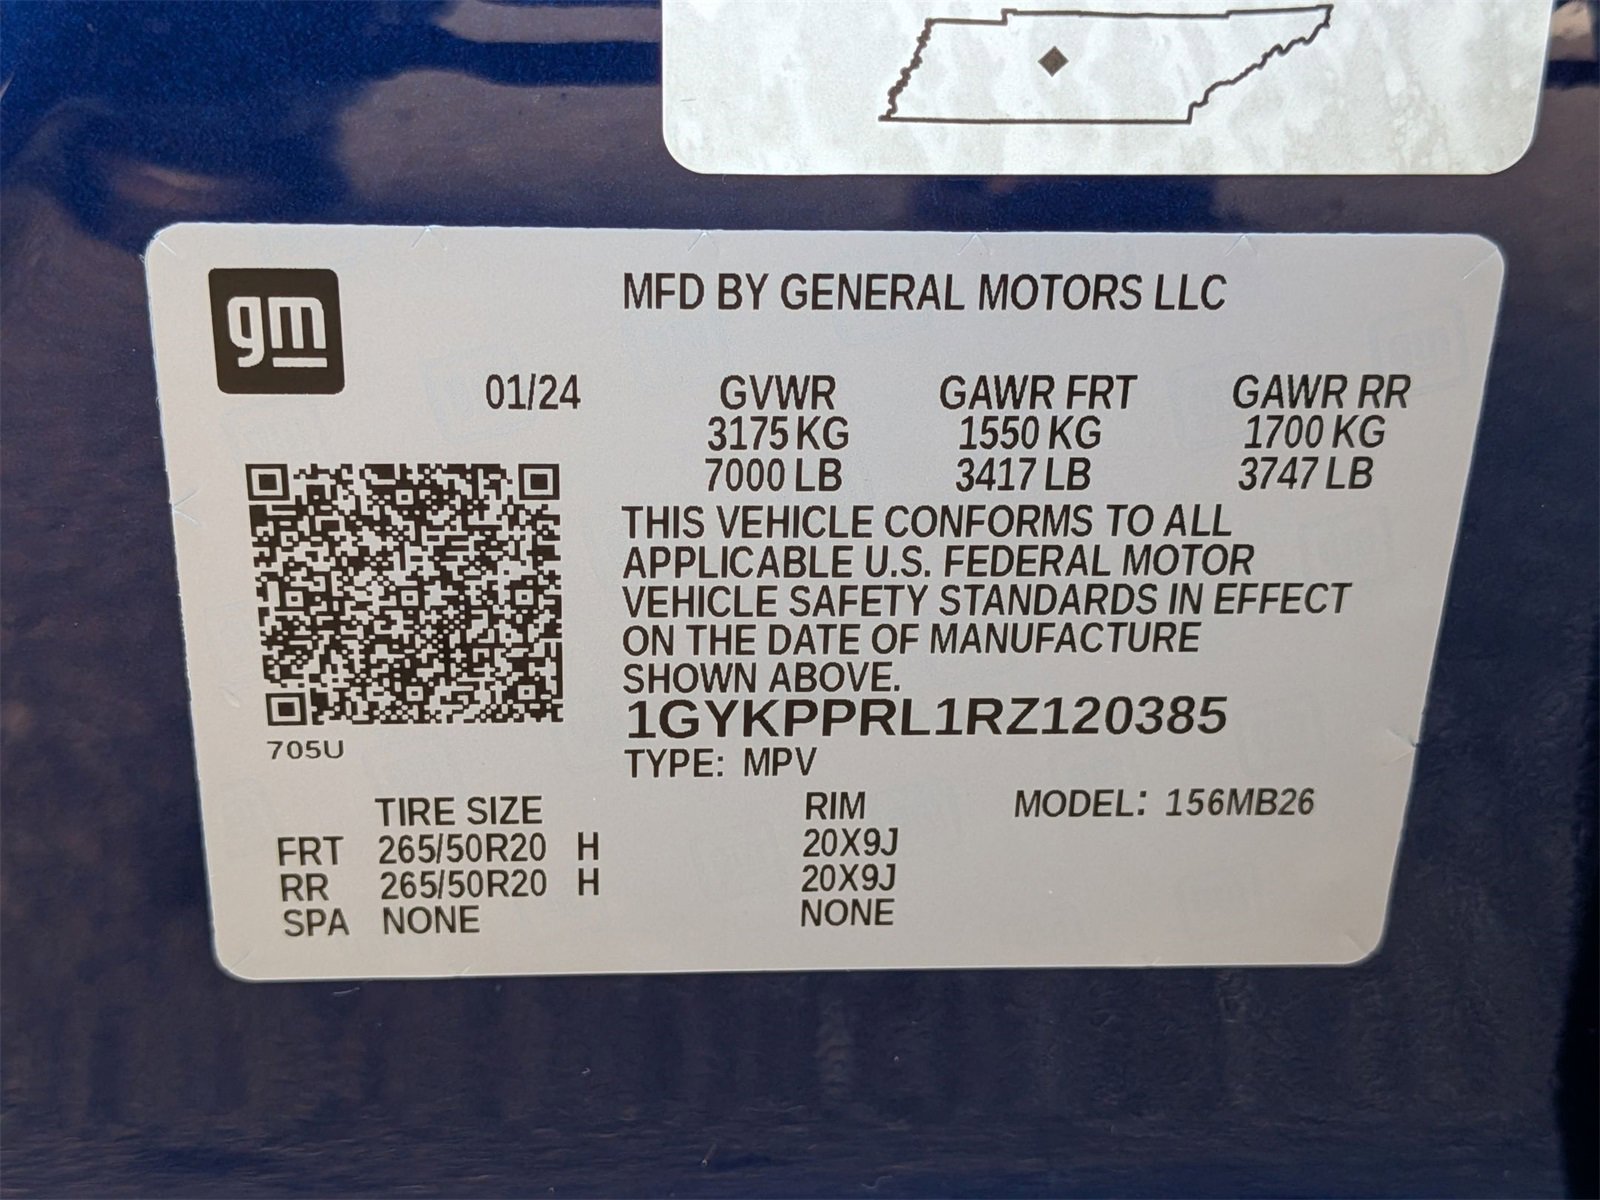 gm
MFD BY GENERAL MOTORS LLC
01/24 GVWR GAWR FRT GAWR RR
3175 KG 1550 KG 1700 KG
7000 LB 3417 LB 3747 LB
THIS VEHICLE CONFORMS TO ALL
APPLICABLE U.S. FEDERAL MOTOR
VEHICLE SAFETY STANDARDS IN EFFECT
ON THE DATE OF MANUFACTURE
SHOWN ABOVE.
1GYKPPRL1RZ120385
705U
TYPE: MPV
TIRE SIZE RIM MODEL: 156MB26
FRT 265/50R20 H 20X9J
RR 265/50R20 H 20X9J
SPA NONE NONE